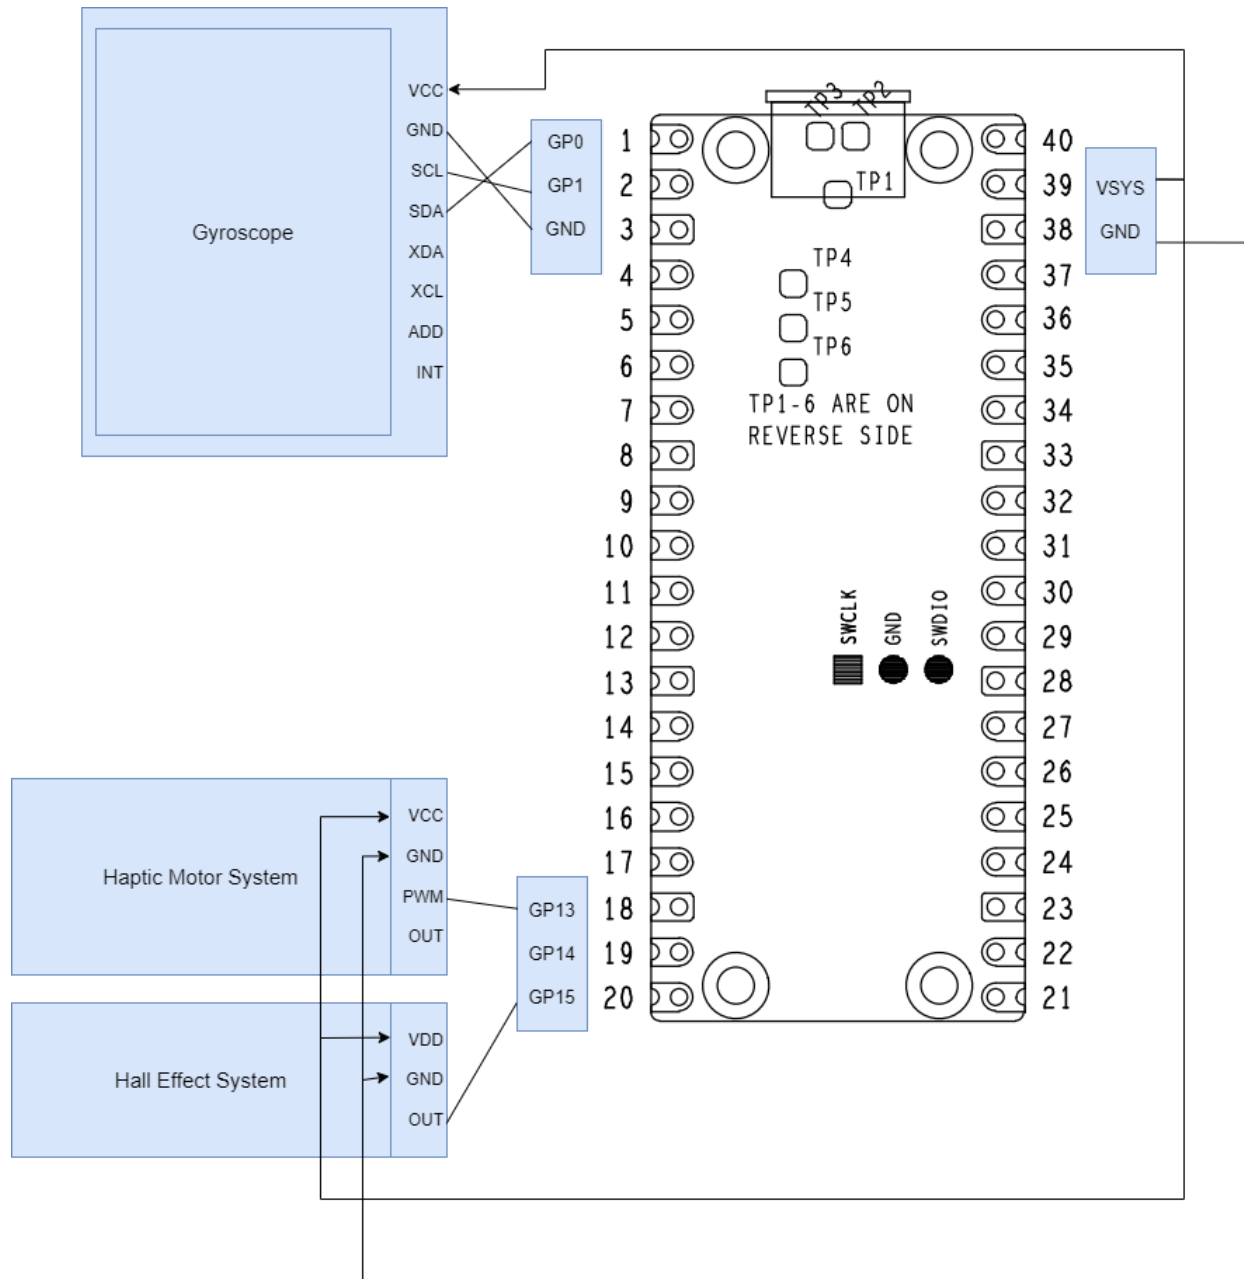 Gyroscope
VCC
GND
SCL
SDA
XDA
XCL
ADD
INT
GP0
GP1
GND
1
2
3
4
5
6
7
8
9
10
11
12
13
14
15
16
17
18
19
20
TP3
TP2
TP1
TP4
TP5
TP6
TP1-6 ARE ON
REVERSE SIDE
SWCLK
GND
SWDIO
40
39
38
37
36
35
34
33
32
31
30
29
28
27
26
25
24
23
22
21
VSYS
GND
Haptic Motor System
VCC
GND
PWM
OUT
GP13
GP14
GP15
Hall Effect System
VDD
GND
OUT